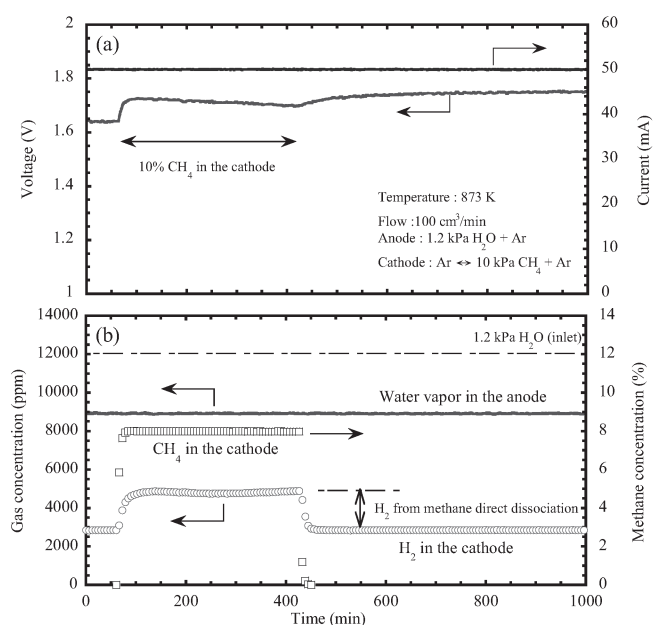 (a)
2
1.8
1.6
1.4
1.2
1
Voltage (V)
60
50
40
30
20
10
0
Current (mA)
10% CH4 in the cathode
Temperature : 873 K
Flow :100 cm3/min
Anode : 1.2 kPa H2O + Ar
Cathode : Ar ↔ 10 kPa CH4 + Ar
(b)
14000
12000
10000
8000
6000
4000
2000
0
Gas concentration (ppm)
14
12
10
8
6
4
2
0
Methane concentration (%)
1.2 kPa H2O (inlet)
Water vapor in the anode
CH4 in the cathode
H2 from methane direct dissociation
H2 in the cathode
0 200 400 600 800 1000
Time (min)